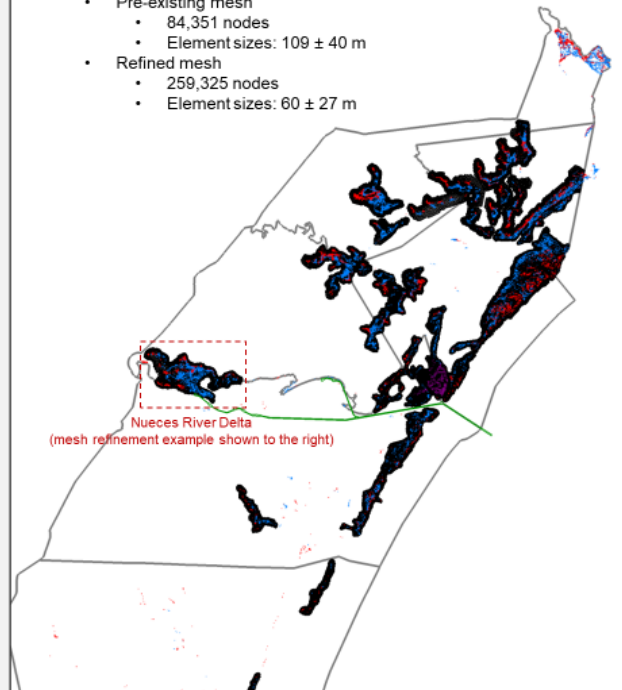 Pre-existing mesh
84,351 nodes
Element sizes: 109 ± 40 m
Refined mesh
259,325 nodes
Element sizes: 60 ± 27 m
Nueces River Delta
(mesh refinement example shown to the right)